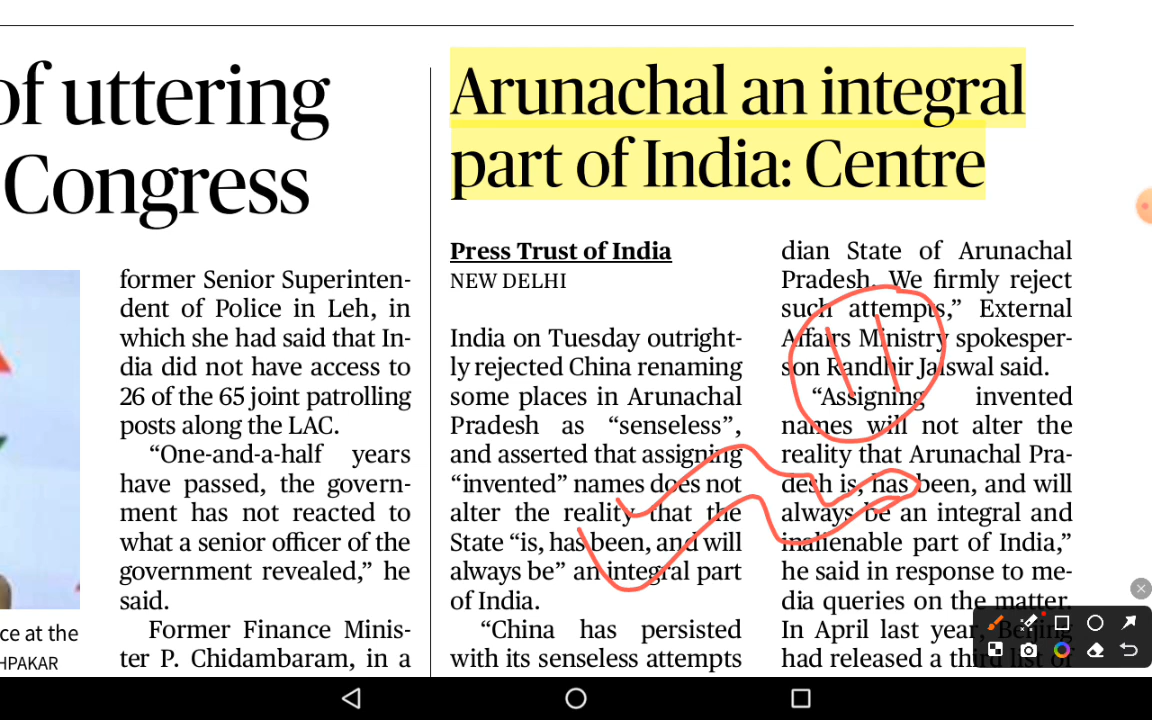 of uttering
Congress
former Senior Superinten-
dent of Police in Leh, in
which she had said that In-
dia did not have access to
26 of the 65 joint patrolling
posts along the LAC.
“One-and-a-half years
have passed, the govern-
ment has not reacted to
what a senior officer of the
government revealed,” he
said.
Former Finance Minis-
ter P. Chidambaram, in a
ce at the
HPAKAR
Arunachal an integral
part of India: Centre
Press Trust of India
NEW DELHI
India on Tuesday outright-
ly rejected China renaming
some places in Arunachal
Pradesh as “senseless”,
and asserted that assigning
“invented” names does not
alter the reality that the
State “is, has been, and will
always be” an integral part
of India.
“China has persisted
with its senseless attempts
dian State of Arunachal
Pradesh. We firmly reject
such attempts,” External
Affairs Ministry spokesper-
son Randhir Jaiswal said.
“Assigning invented
names will not alter the
reality that Arunachal Pra-
desh is, has been, and will
always be an integral and
inalienable part of India,”
he said in response to me-
dia queries on the matter.
In April last year, Beijing
had released a third list of
11